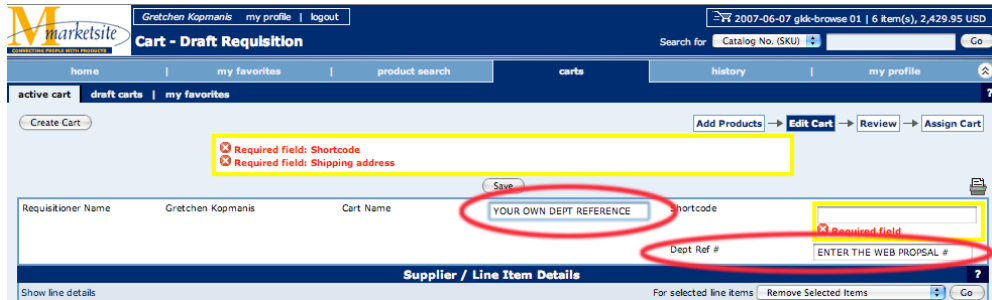 Marketsite
CONNECTING PEOPLE WITH PRODUCTS
Gretchen Kopmanis my profile | logout
2007-06-07 gkk-browse 01 | 6 item(s), 2,429.95 USD
Cart - Draft Requisition
Search for Catalog No. (SKU) Go
home | my favorites | product search carts history | my profile
active cart draft carts | my favorites ?
Create Cart
Add Products Edit Cart Review Assign Cart
Required field: Shortcode
Required field: Shipping address
Save
Requisitioner Name Gretchen Kopmanis Cart Name YOUR OWN DEPT REFERENCE Shortcode
Required field
Dept Ref # ENTER THE WEB PROPSAL #
Supplier / Line Item Details ?
Show line details For selected line items Remove Selected Items Go